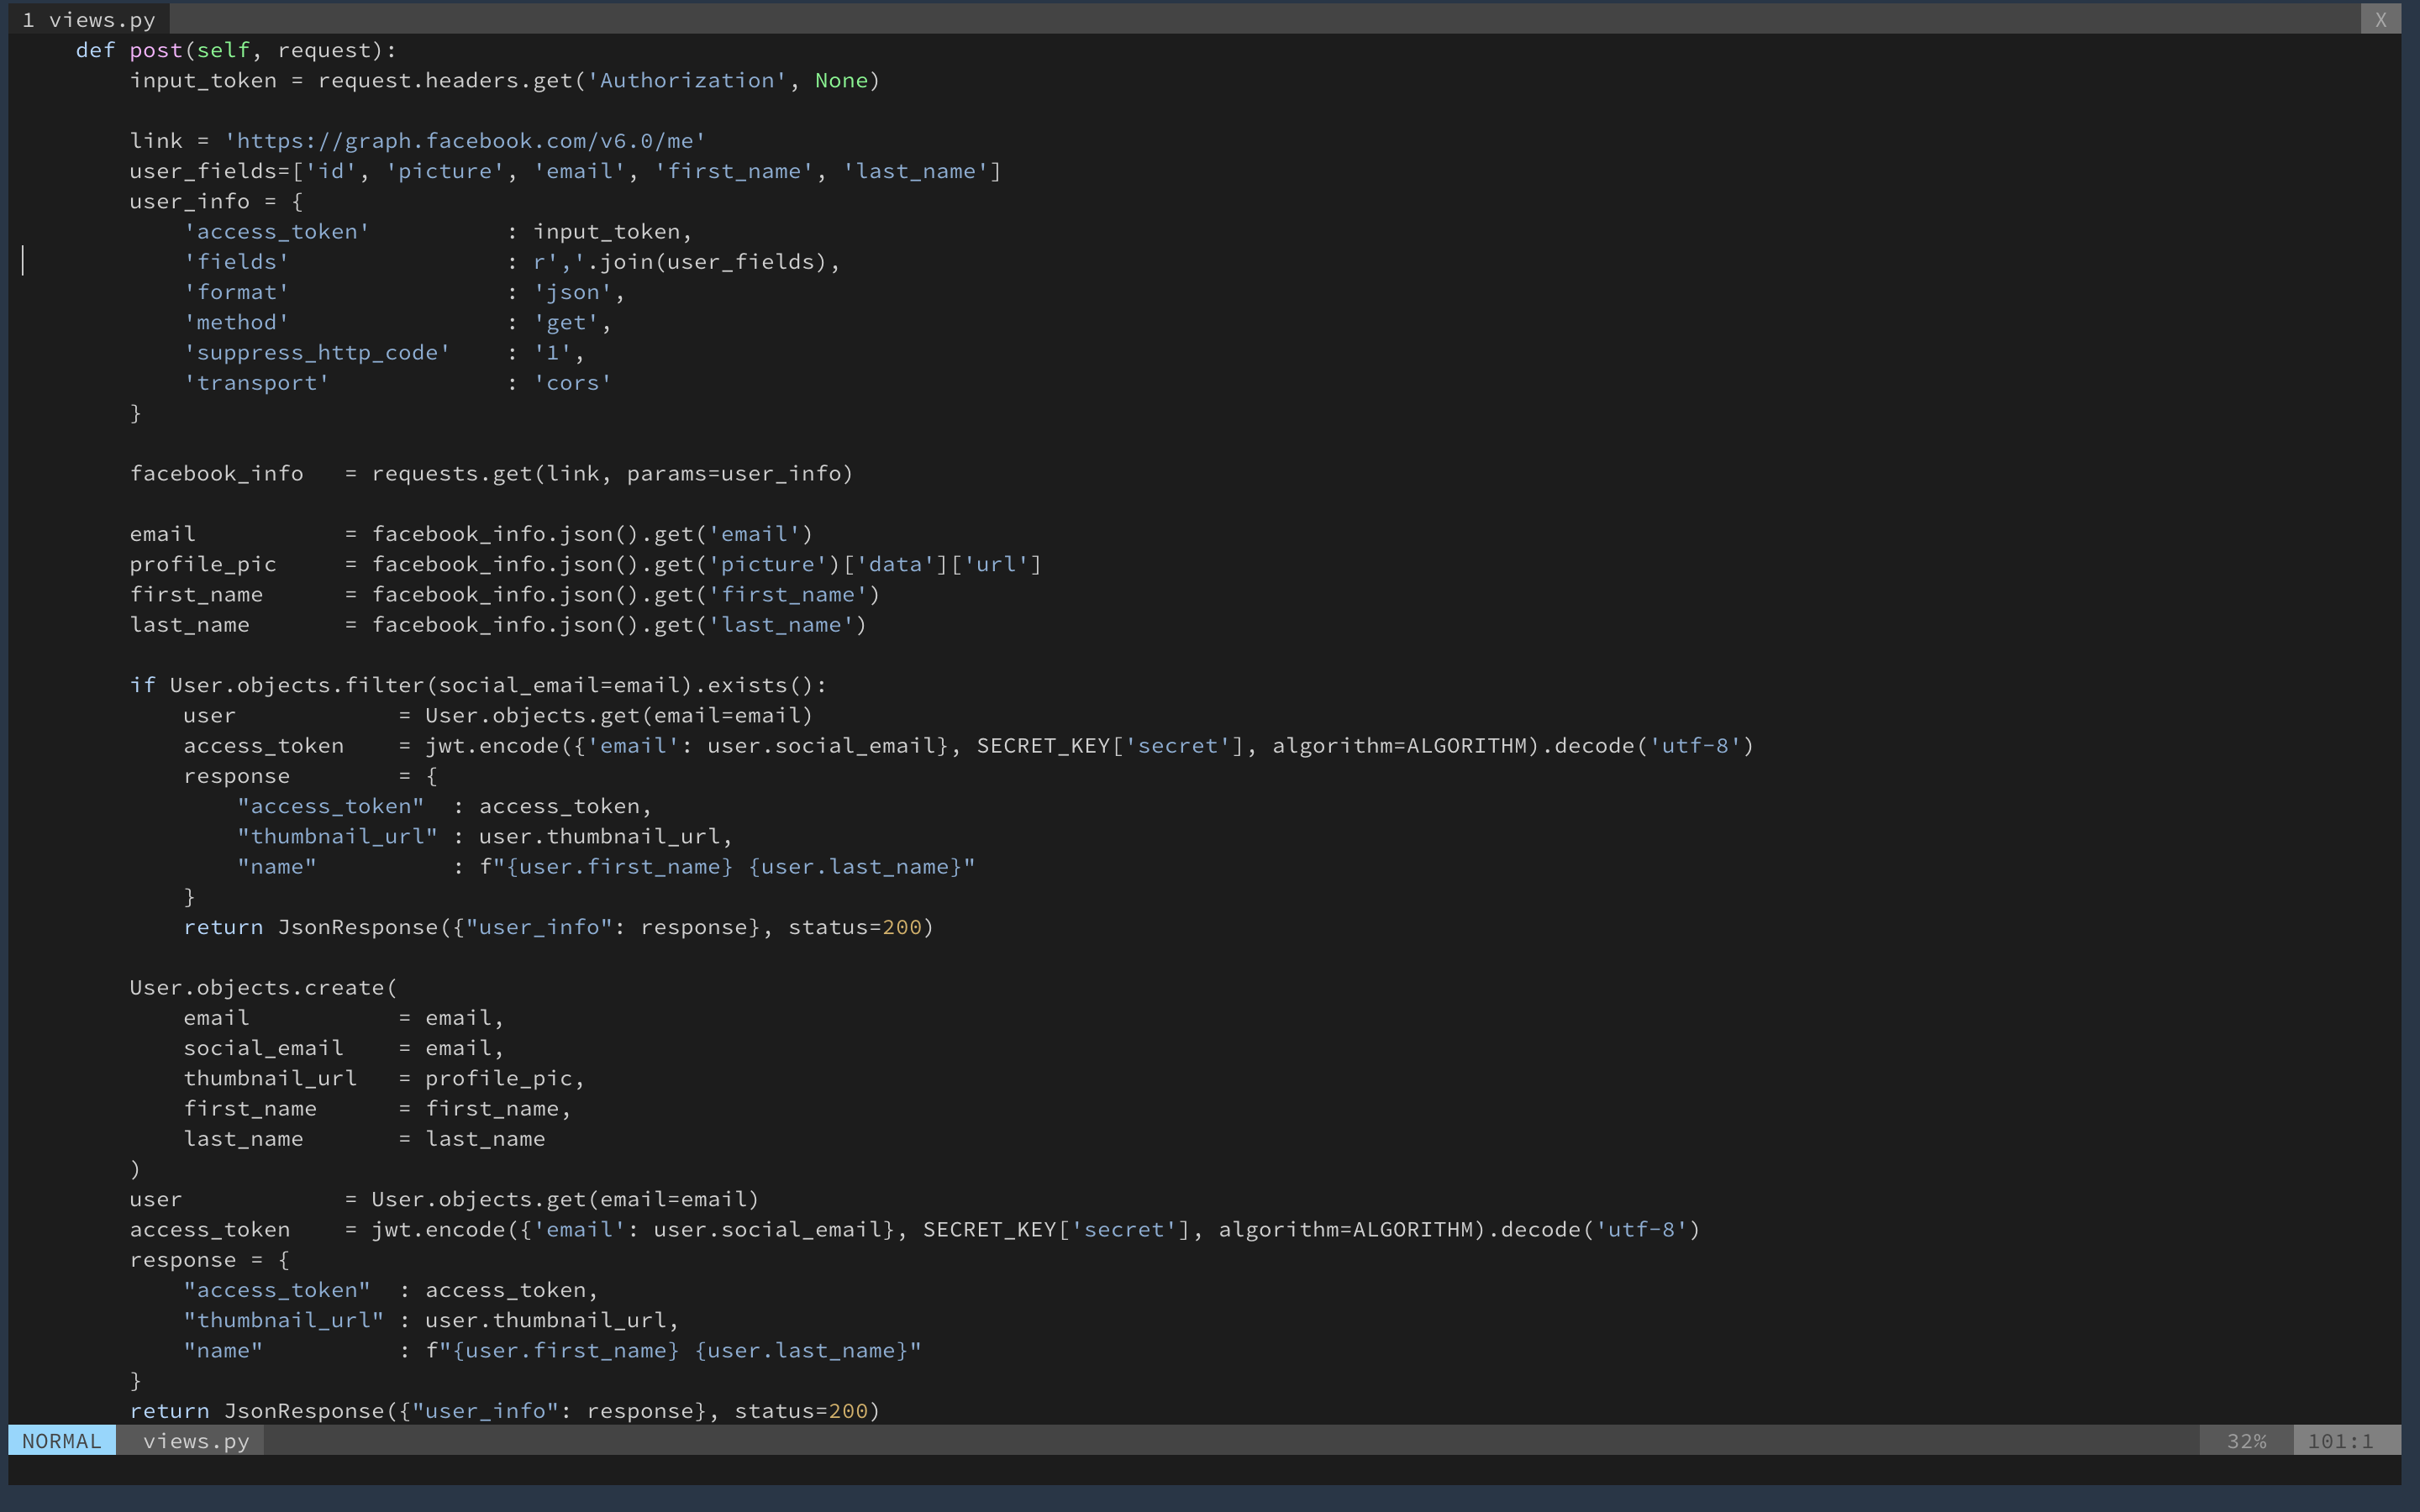 1 views.py X
def post(self, request):
input_token = request.headers.get('Authorization', None)
link = 'https://graph.facebook.com/v6.0/me'
user_fields=['id', 'picture', 'email', 'first_name', 'last_name']
user_info = {
'access_token' : input_token,
'fields' : r','.join(user_fields),
'format' : 'json',
'method' : 'get',
'suppress_http_code' : '1',
'transport' : 'cors'
}
facebook_info = requests.get(link, params=user_info)
email = facebook_info.json().get('email')
profile_pic = facebook_info.json().get('picture')['data']['url']
first_name = facebook_info.json().get('first_name')
last_name = facebook_info.json().get('last_name')
if User.objects.filter(social_email=email).exists():
user = User.objects.get(email=email)
access_token = jwt.encode({'email': user.social_email}, SECRET_KEY['secret'], algorithm=ALGORITHM).decode('utf-8')
response = {
"access_token" : access_token,
"thumbnail_url" : user.thumbnail_url,
"name" : f"{user.first_name} {user.last_name}"
}
return JsonResponse({"user_info": response}, status=200)
User.objects.create(
email = email,
social_email = email,
thumbnail_url = profile_pic,
first_name = first_name,
last_name = last_name
)
user = User.objects.get(email=email)
access_token = jwt.encode({'email': user.social_email}, SECRET_KEY['secret'], algorithm=ALGORITHM).decode('utf-8')
response = {
"access_token" : access_token,
"thumbnail_url" : user.thumbnail_url,
"name" : f"{user.first_name} {user.last_name}"
}
return JsonResponse({"user_info": response}, status=200)
NORMAL views.py 32% 101:1